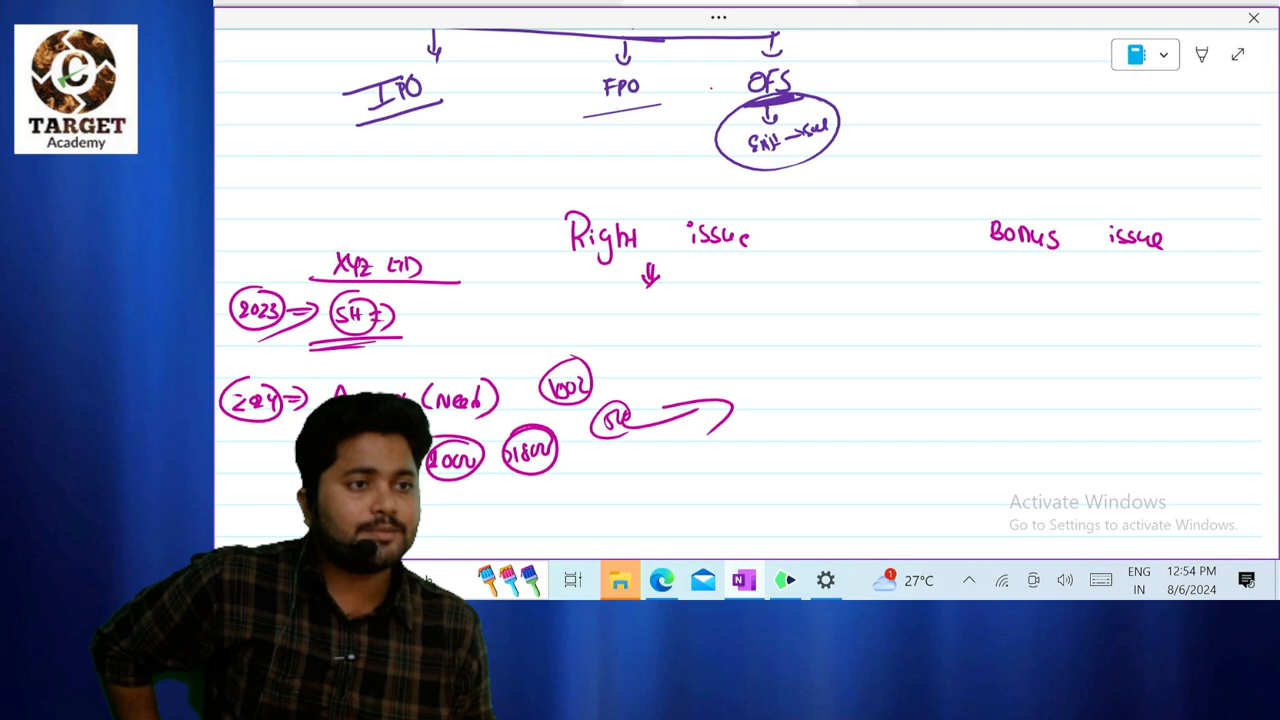 TARGET
Academy
IPO FPO OFS
Right issue Bonus issue
XYZ LTD
2023 SH
2024 (Need)
Activate Windows
Go to Settings to activate Windows.
27°C ENG 12:54 PM
IN 8/6/2024